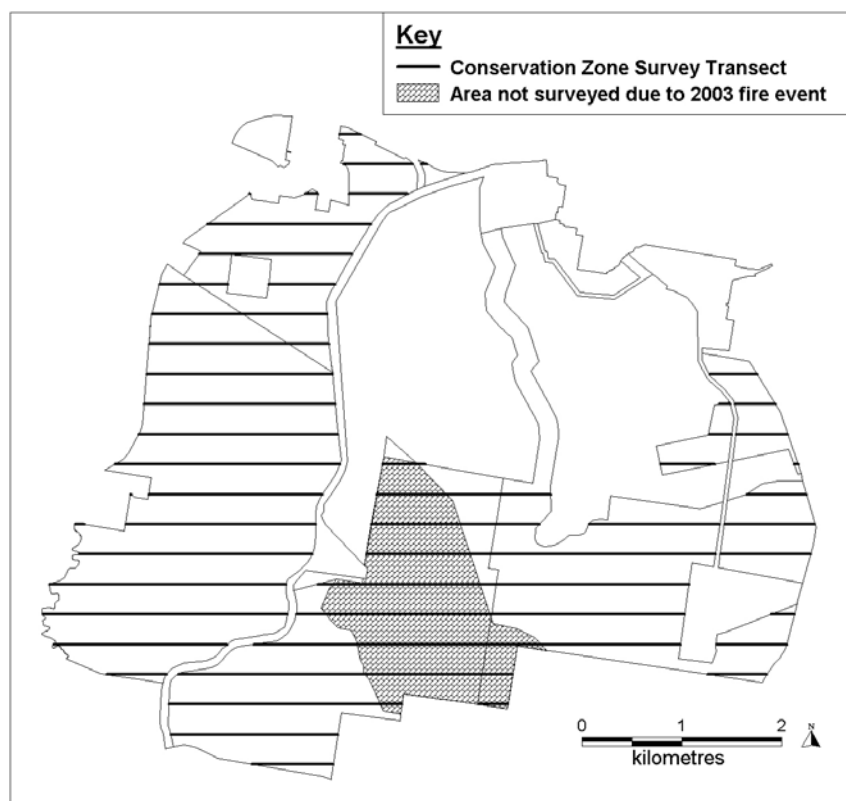 Key
Conservation Zone Survey Transect
Area not surveyed due to 2003 fire event
0 1 2
kilometres
N